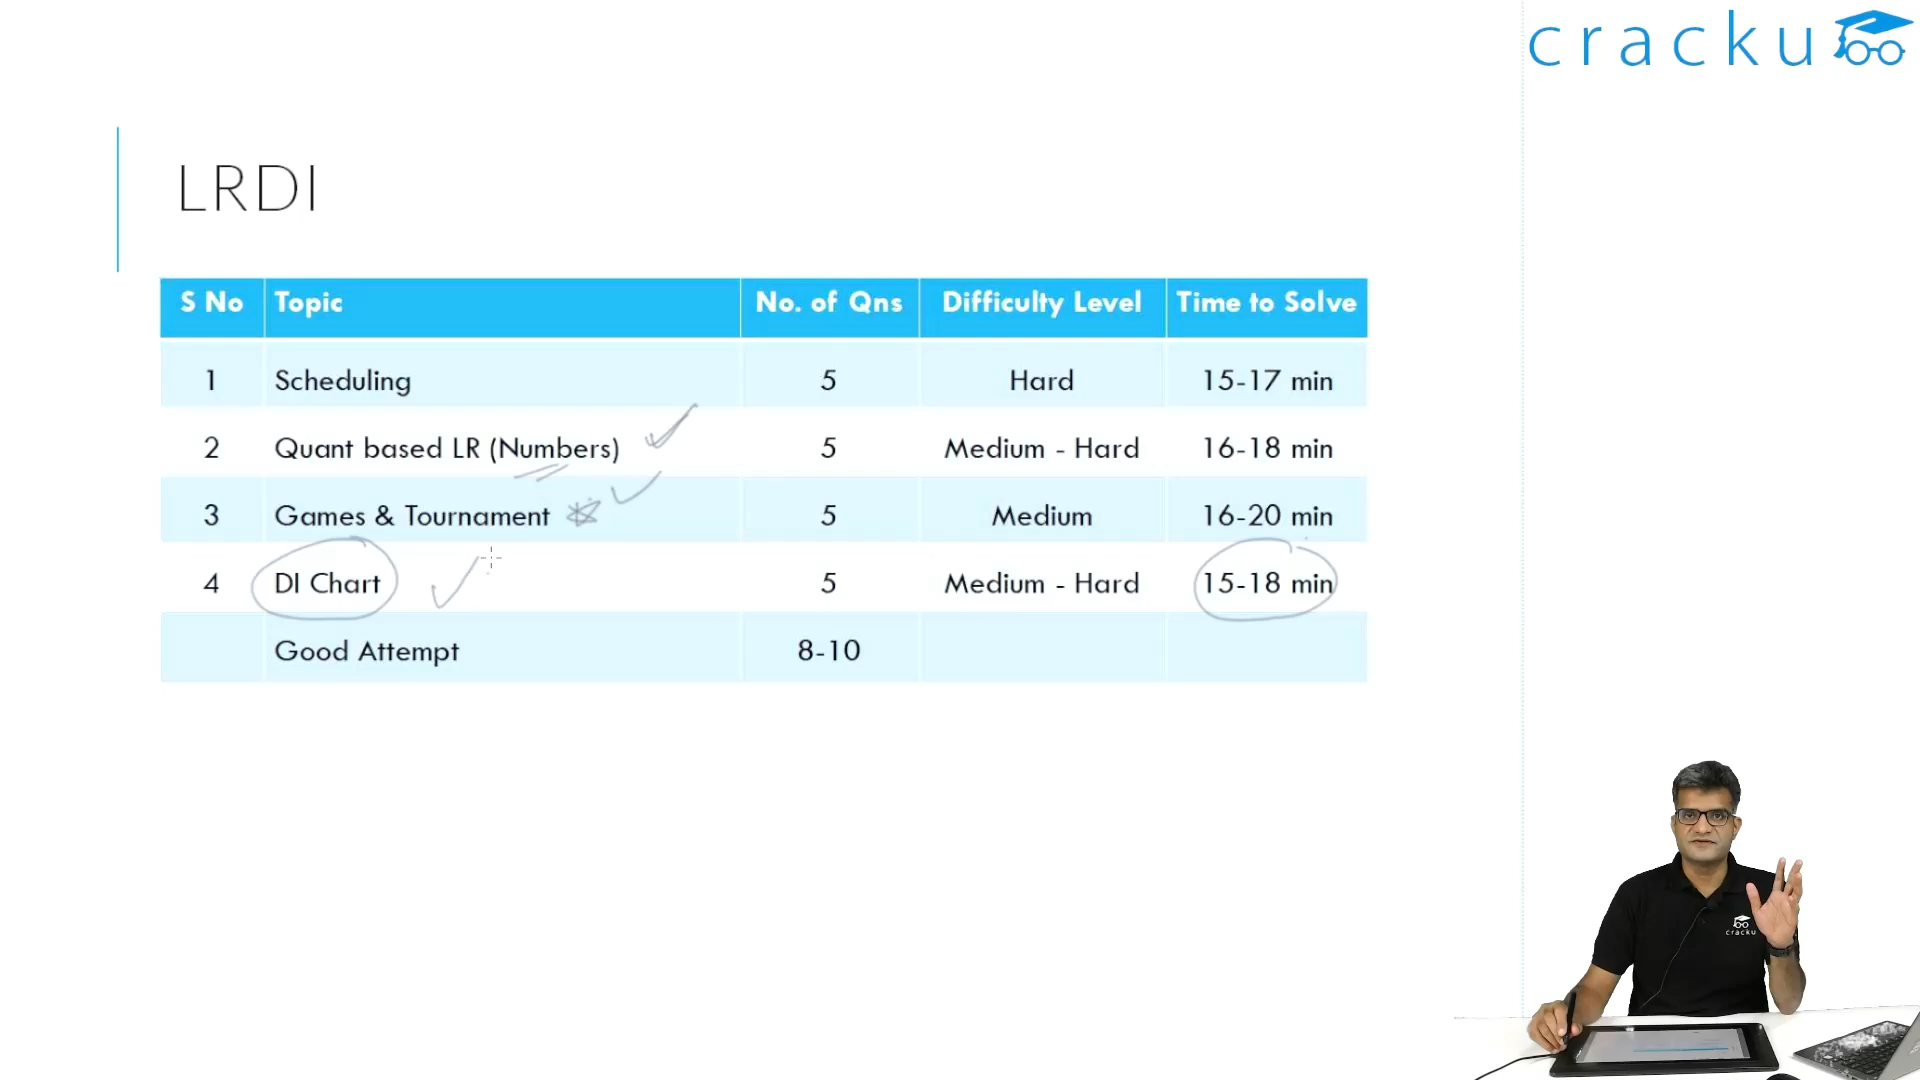 cracku
LRDI
S No Topic No. of Qns Difficulty Level Time to Solve
1 Scheduling 5 Hard 15-17 min
2 Quant based LR (Numbers) 5 Medium - Hard 16-18 min
3 Games & Tournament 5 Medium 16-20 min
4 DI Chart 5 Medium - Hard 15-18 min
Good Attempt 8-10
cracku